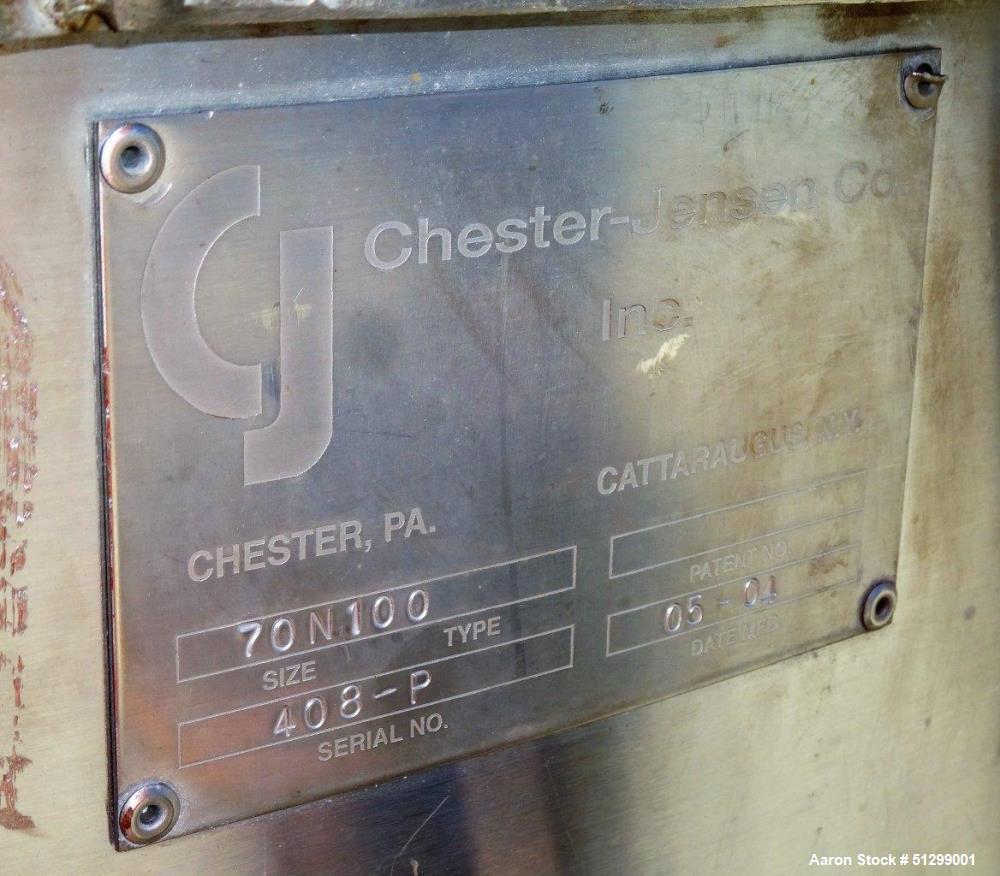 CJ
Chester-Jensen Co.
Inc.
CHESTER, PA.
CATTARAUGUS, N.Y.
70N100
SIZE TYPE
408-P
SERIAL NO.
PATENT NO.
05-04
DATE MFD.
Aaron Stock # 51299001